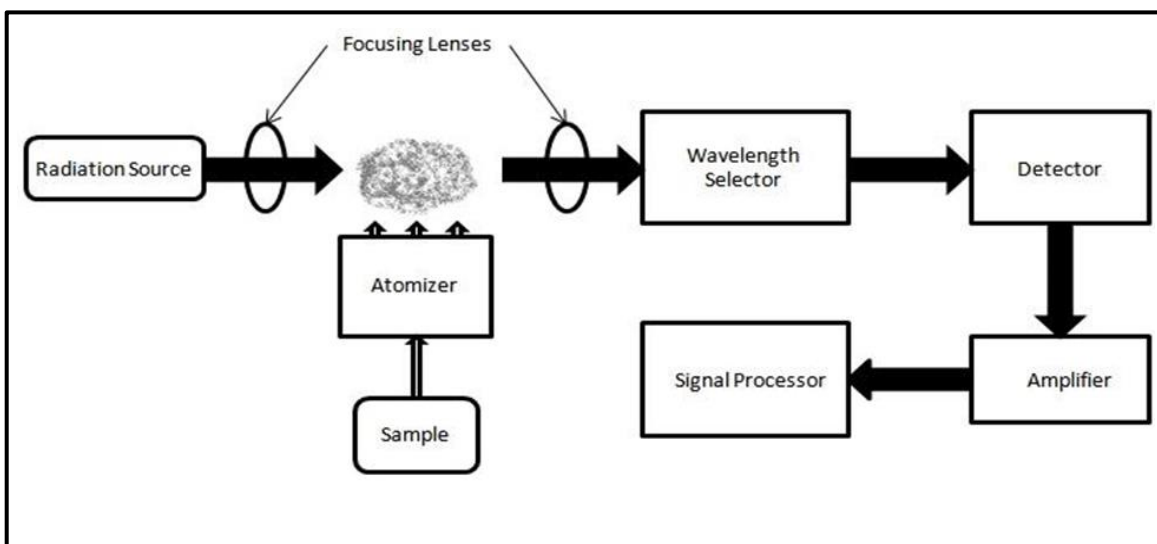 Focusing Lenses
Radiation Source
Wavelength
Selector
Detector
Atomizer
Signal Processor
Amplifier
Sample